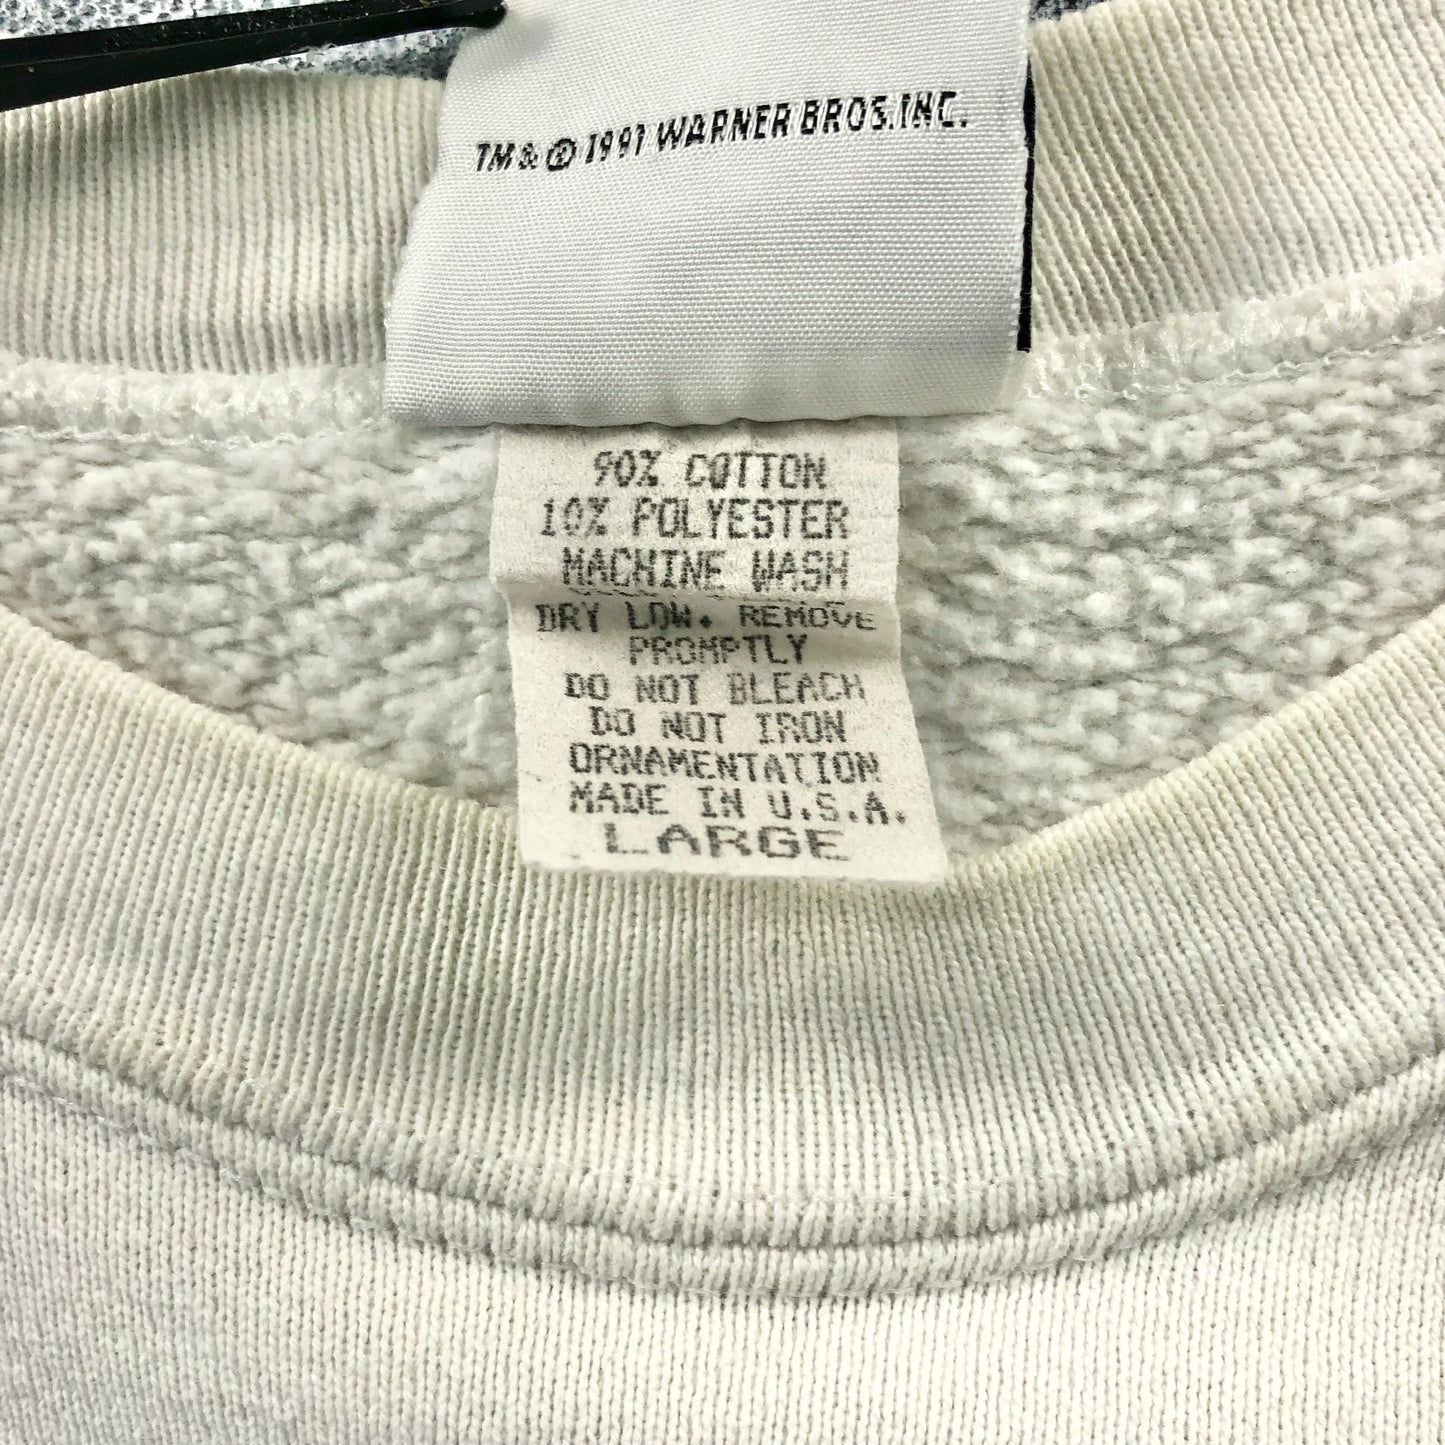 TM & © 1991 WARNER BROS.INC.
90% COTTON
10% POLYESTER
MACHINE WASH
DRY LOW. REMOVE
PROMPTLY
DO NOT BLEACH
DO NOT IRON
ORNAMENTATION
MADE IN U.S.A.
LARGE